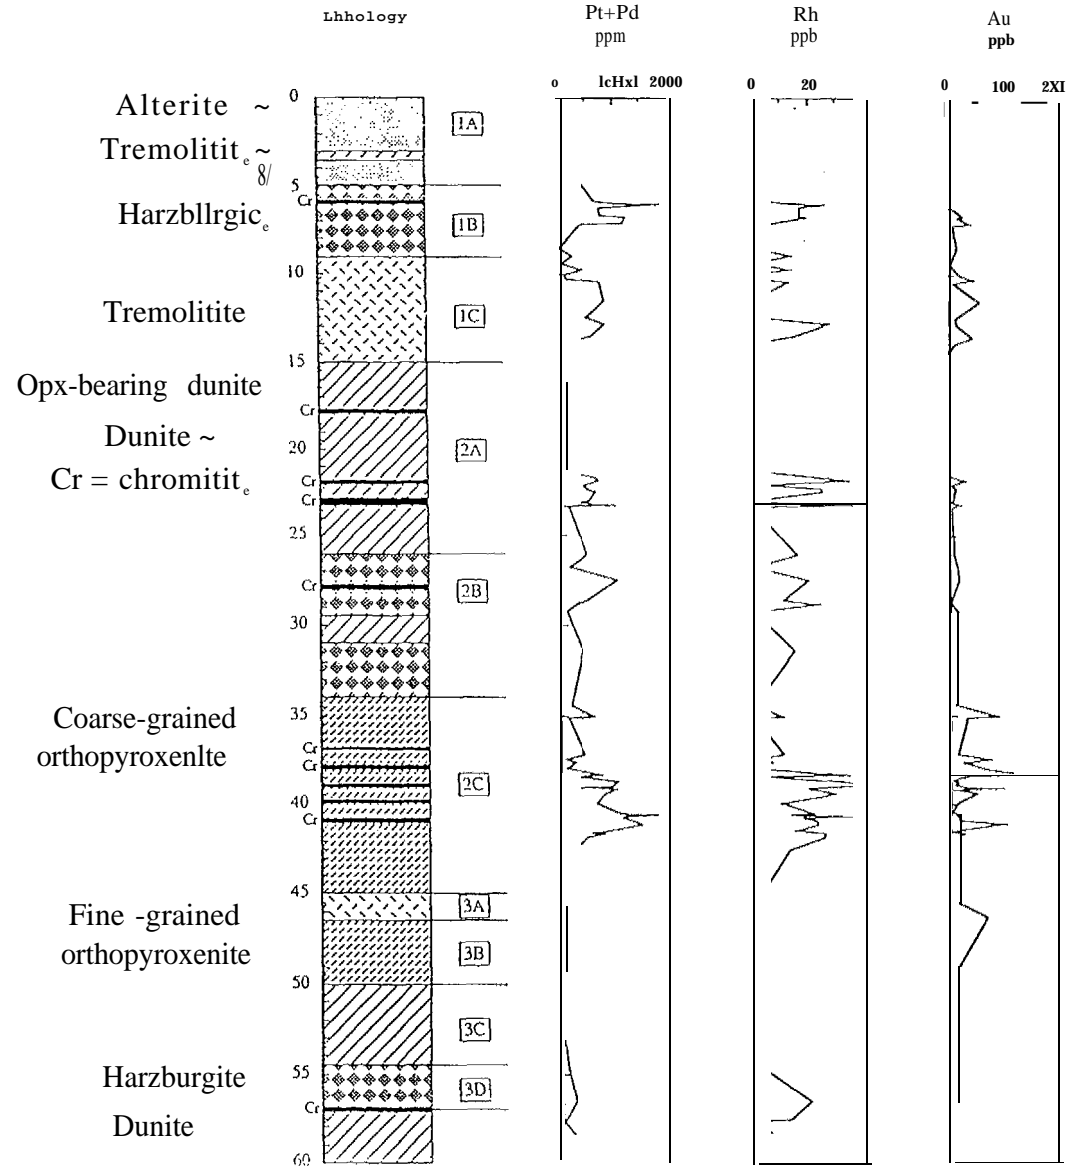 Lhhology
Pt+Pd
ppm
Rh
ppb
Au
ppb
0 lcHxl 2000
0 20
0 100 2XI
Alterite ~
0
1A
Tremolitit e ~
8/
5
Cr
Harzbllrgic e
1B
10
Tremolitite
1C
15
Opx-bearing dunite
Cr
Dunite ~
20
2A
Cr = chromitit e
Cr
Cr
25
Cr
2B
30
Coarse-grained
orthopyroxenlte
35
Cr
Cr
2C
40
Cr
45
3A
Fine -grained
orthopyroxenite
3B
50
3C
55
Harzburgite
3D
Cr
Dunite
60